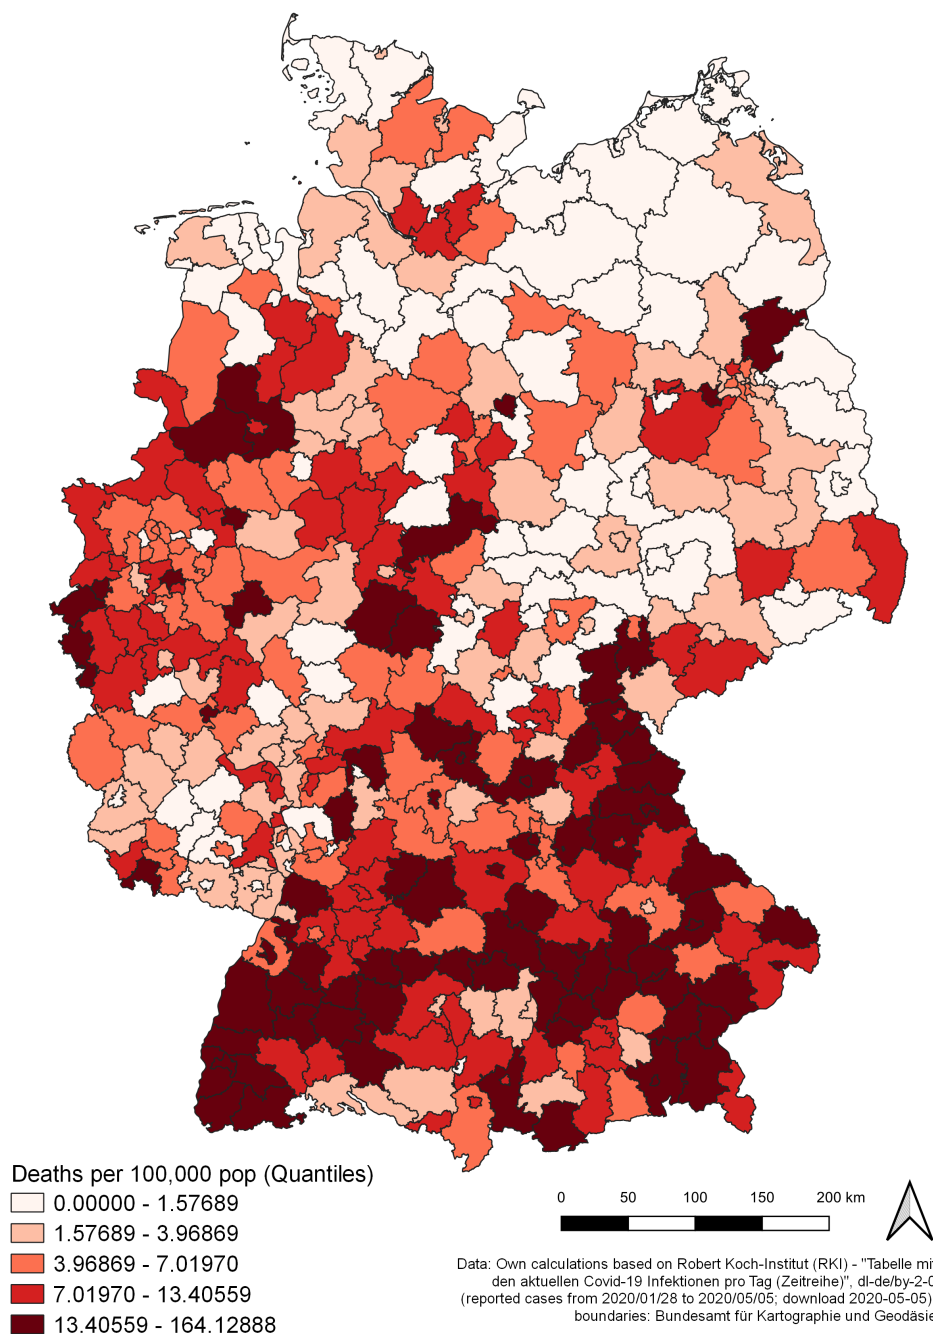 Deaths per 100,000 pop (Quantiles)
0.00000 - 1.57689
1.57689 - 3.96869
3.96869 - 7.01970
7.01970 - 13.40559
13.40559 - 164.12888
0 50 100 150 200 km
Data: Own calculations based on Robert Koch-Institut (RKI) - "Tabelle mi
den aktuellen Covid-19 Infektionen pro Tag (Zeitreihe)", dl-de/by-2-0
(reported cases from 2020/01/28 to 2020/05/05; download 2020-05-05)
boundaries: Bundesamt für Kartographie und Geodäsie